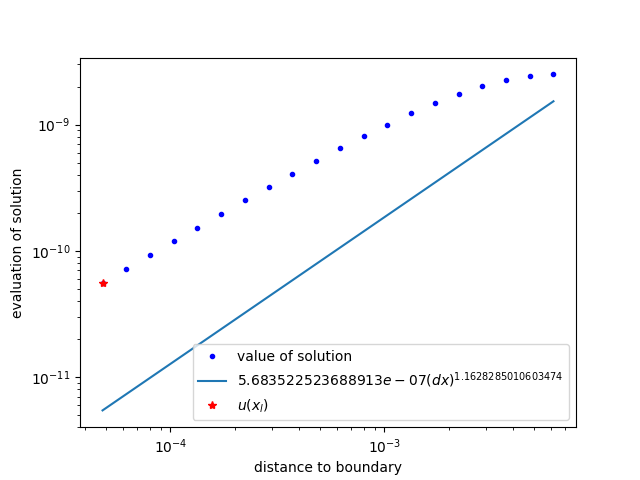 10^{-9}
10^{-10}
10^{-11}
evaluation of solution
value of solution
5.683522523688913e − 07(dx)^{1.1628285010603474}
u(x_I)
10^{-4} 10^{-3}
distance to boundary